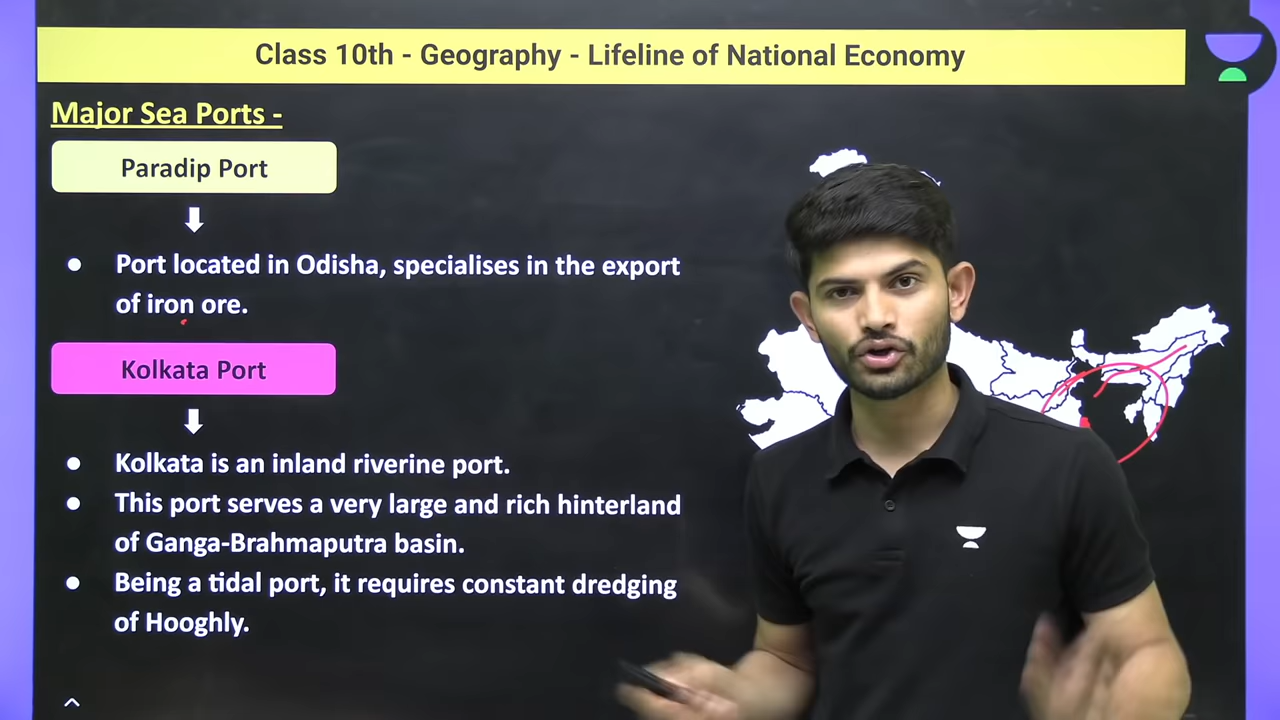 Class 10th - Geography - Lifeline of National Economy
Major Sea Ports -
Paradip Port
● Port located in Odisha, specialises in the export
of iron ore.
Kolkata Port
● Kolkata is an inland riverine port.
● This port serves a very large and rich hinterland
of Ganga-Brahmaputra basin.
● Being a tidal port, it requires constant dredging
of Hooghly.